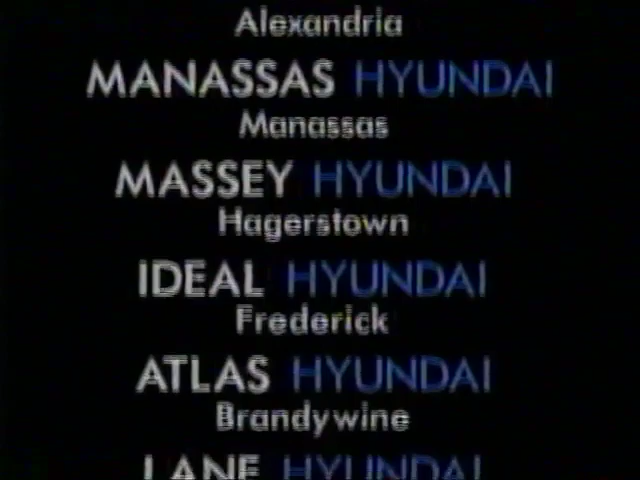 Alexandria
MANASSAS HYUNDAI
Manassas
MASSEY HYUNDAI
Hagerstown
IDEAL HYUNDAI
Frederick
ATLAS HYUNDAI
Brandywine
LANE HYUNDAI